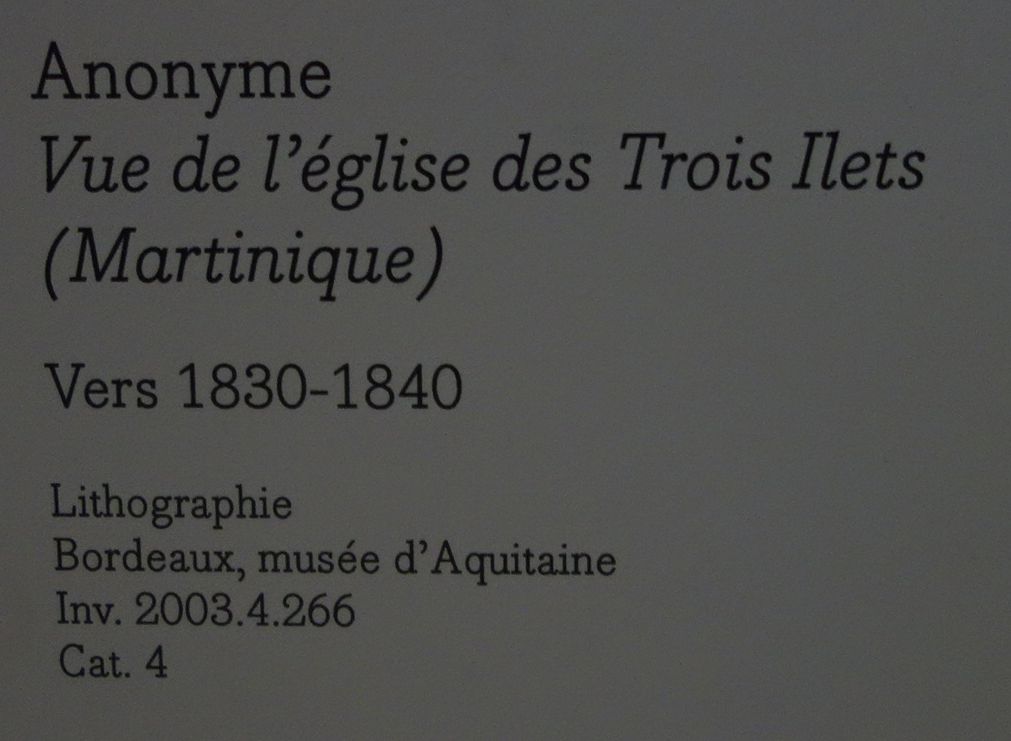 Anonyme
Vue de l'église des Trois Ilets
(Martinique)
Vers 1830-1840
Lithographie
Bordeaux, musée d'Aquitaine
Inv. 2003.4.266
Cat. 4